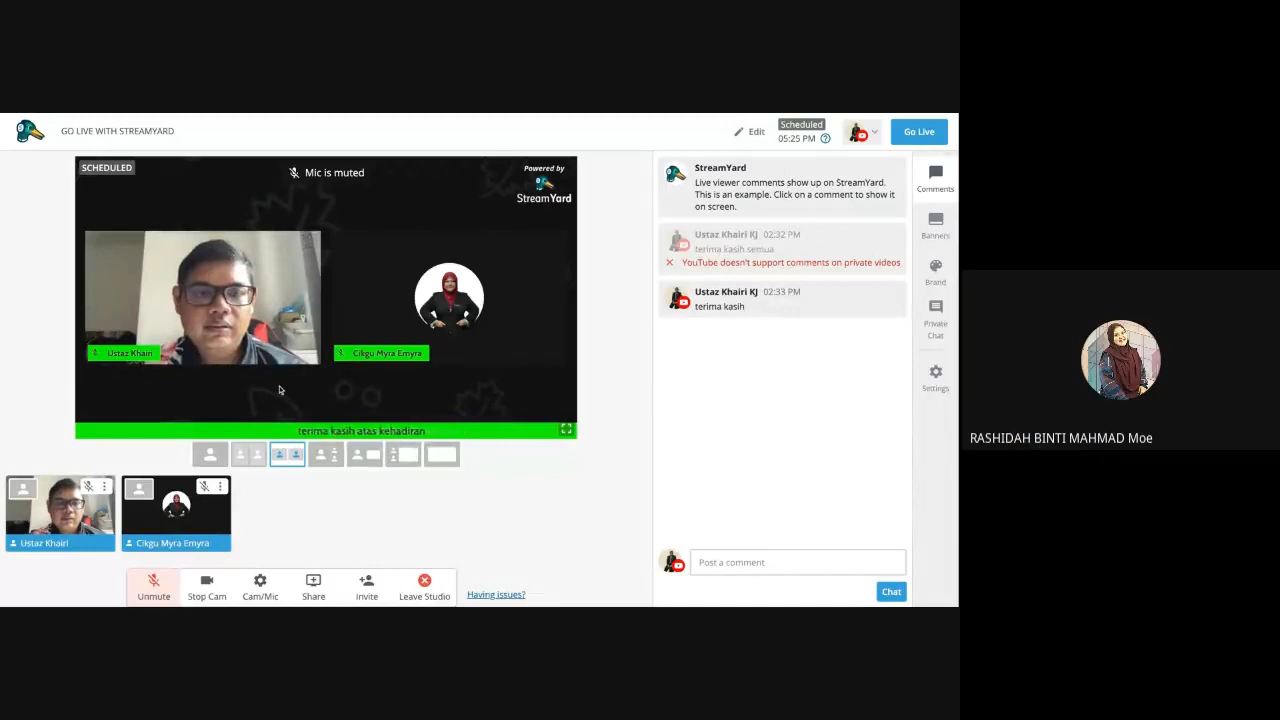 GO LIVE WITH STREAMYARD
Edit
Scheduled
05:25 PM
Go Live
SCHEDULED
Mic is muted
Powered by
StreamYard
Ustaz Khairi
Cikgu Myra Emyra
terima kasih atas kehadiran
Ustaz Khairi
Cikgu Myra Emyra
Unmute
Stop Cam
Cam/Mic
Share
Invite
Leave Studio
Having issues?
StreamYard
Live viewer comments show up on StreamYard.
This is an example. Click on a comment to show it
on screen.
Ustaz Khairi KJ 02:32 PM
terima kasih semua
YouTube doesn't support comments on private videos
Ustaz Khairi KJ 02:33 PM
terima kasih
Post a comment
Chat
Comments
Banners
Brand
Private
Chat
Settings
RASHIDAH BINTI MAHMAD Moe